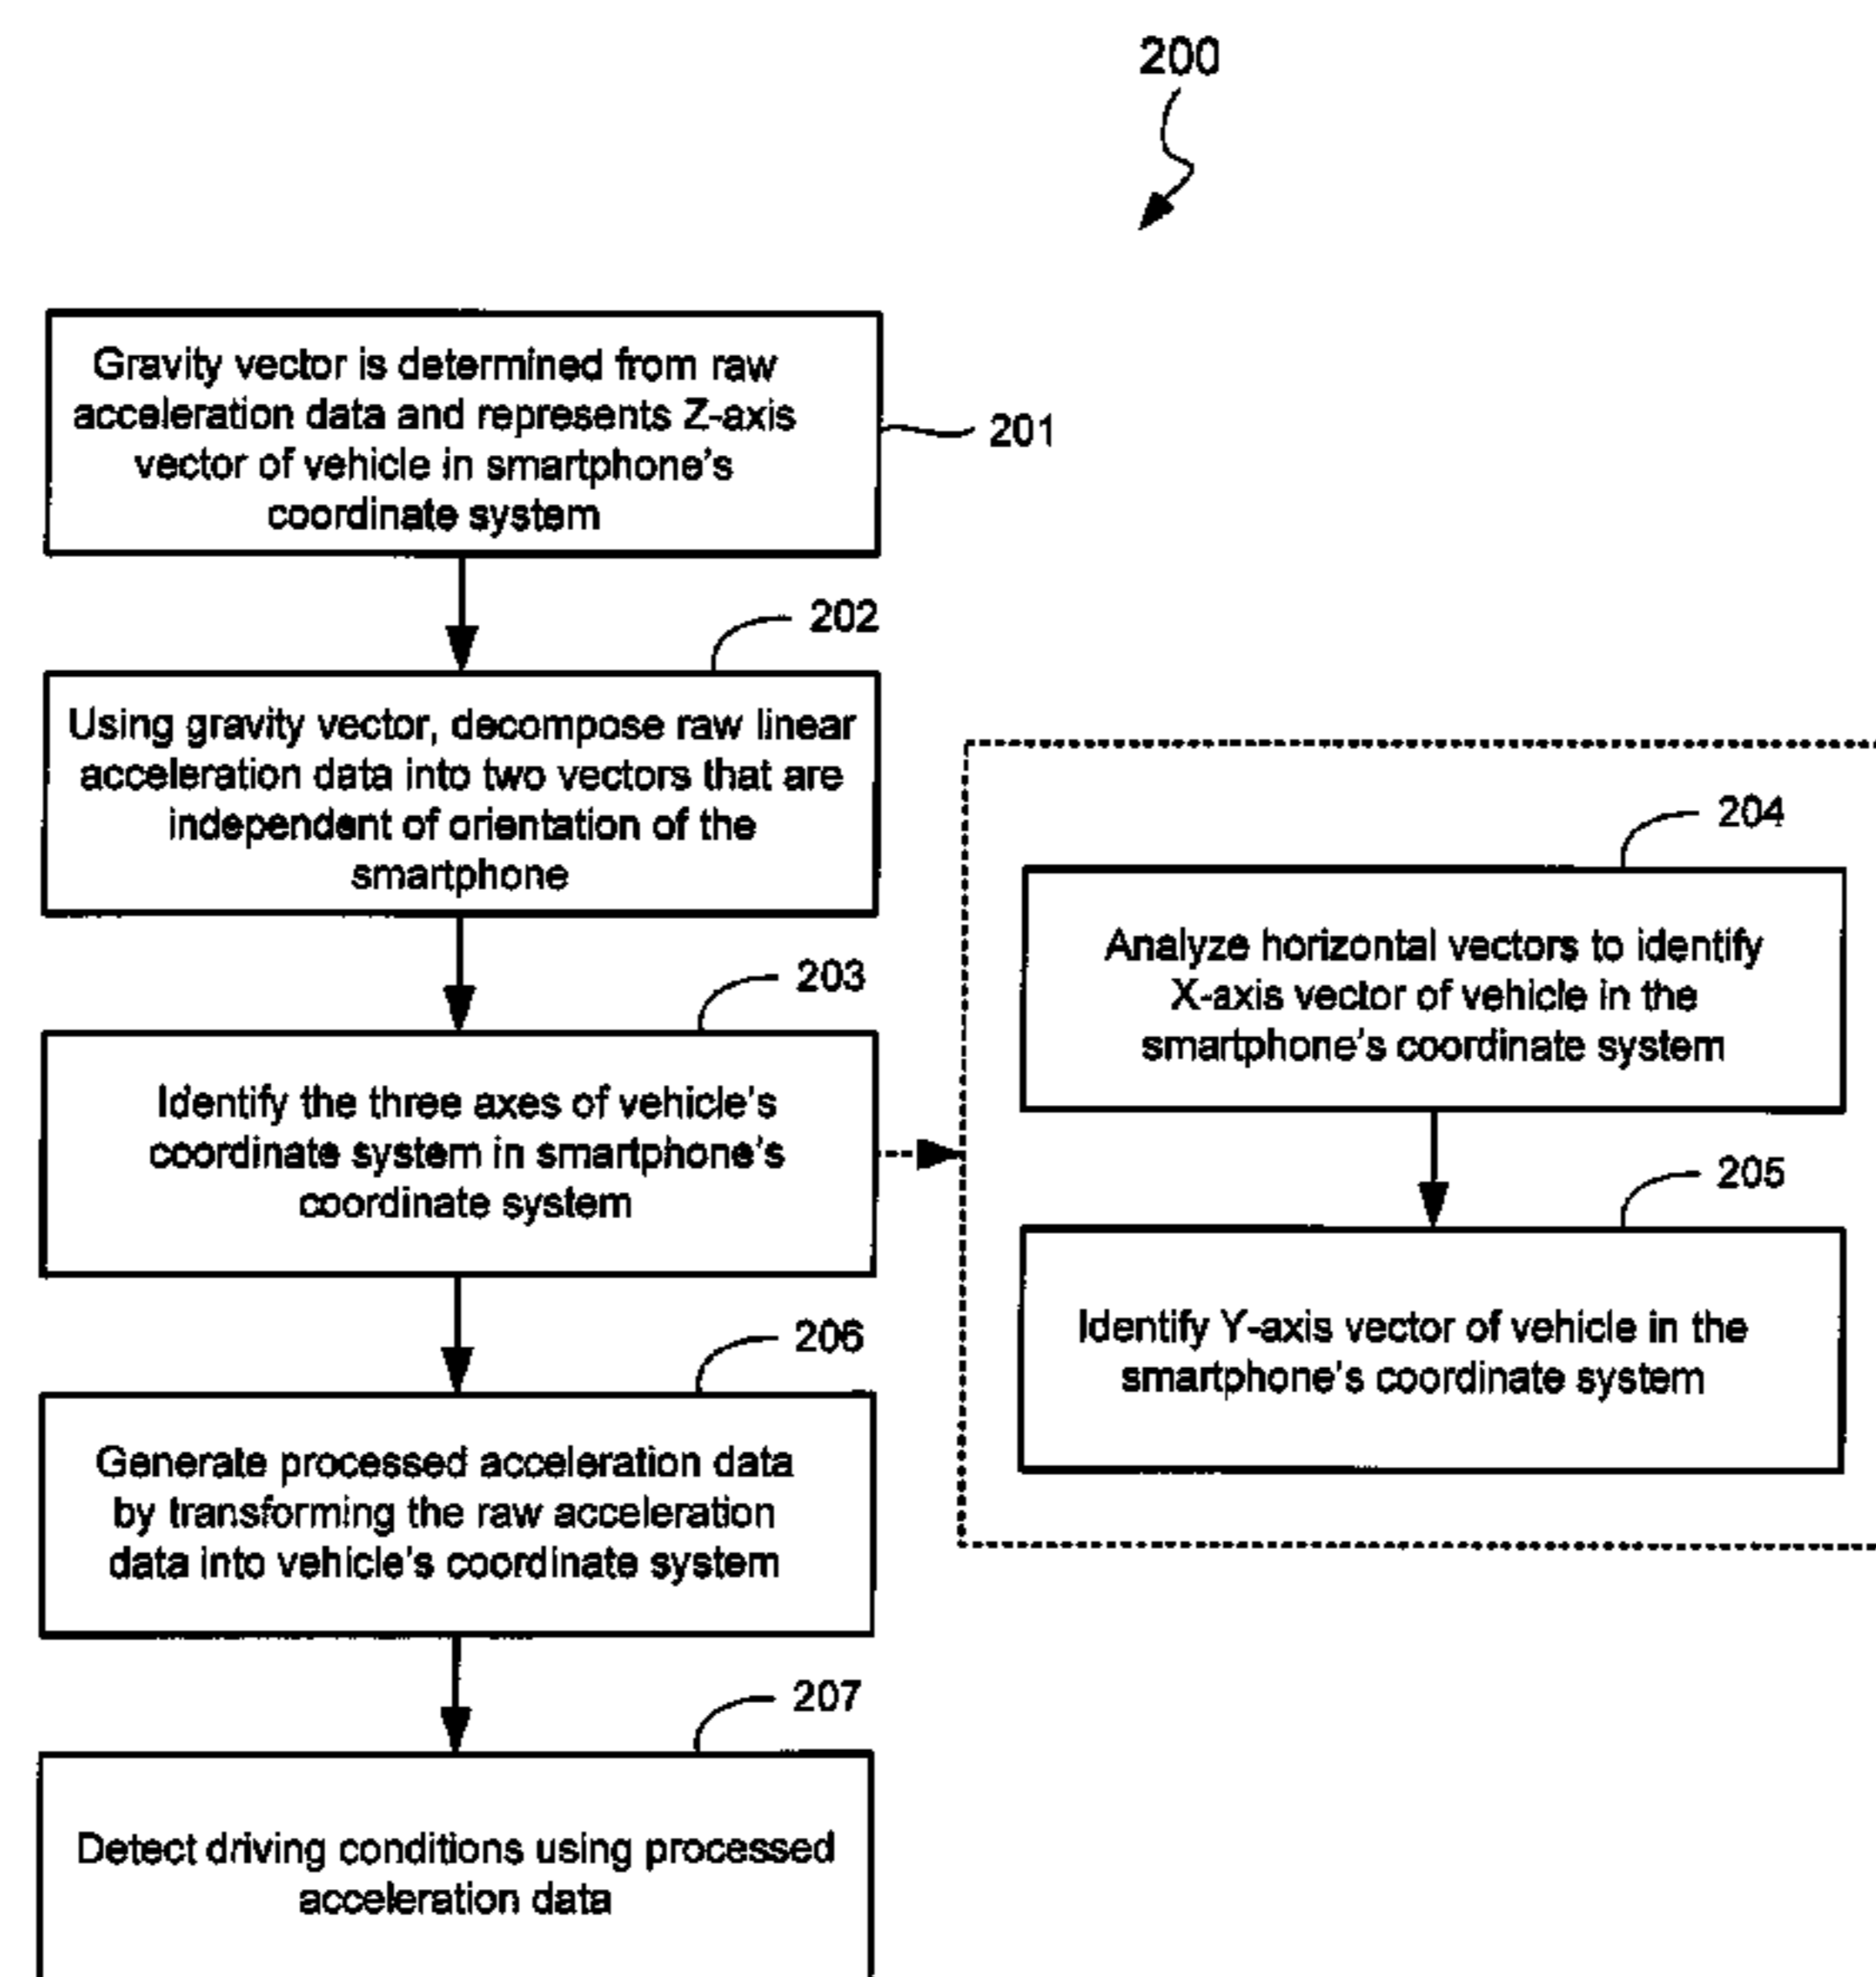 200
Gravity vector is determined from raw
acceleration data and represents Z-axis
vector of vehicle in smartphone's
coordinate system
201
202
Using gravity vector, decompose raw linear
acceleration data into two vectors that are
independent of orientation of the
smartphone
203
Identify the three axes of vehicle's
coordinate system in smartphone's
coordinate system
204
Analyze horizontal vectors to identify
X-axis vector of vehicle in the
smartphone's coordinate system
205
Identify Y-axis vector of vehicle in the
smartphone's coordinate system
206
Generate processed acceleration data
by transforming the raw acceleration
data into vehicle's coordinate system
207
Detect driving conditions using processed
acceleration data